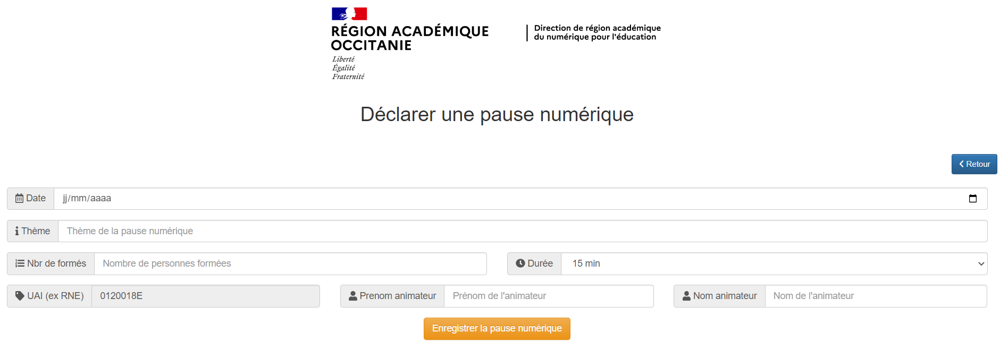 RÉGION ACADÉMIQUE
OCCITANIE
Liberté
Égalité
Fraternité
Direction de région académique
du numérique pour l'éducation
Déclarer une pause numérique
Retour
Date jj/mm/aaaa
Thème Thème de la pause numérique
Nbr de formés Nombre de personnes formées Durée 15 min
UAI (ex RNE) 0120018E Prenom animateur Prénom de l'animateur Nom animateur Nom de l'animateur
Enregistrer la pause numérique